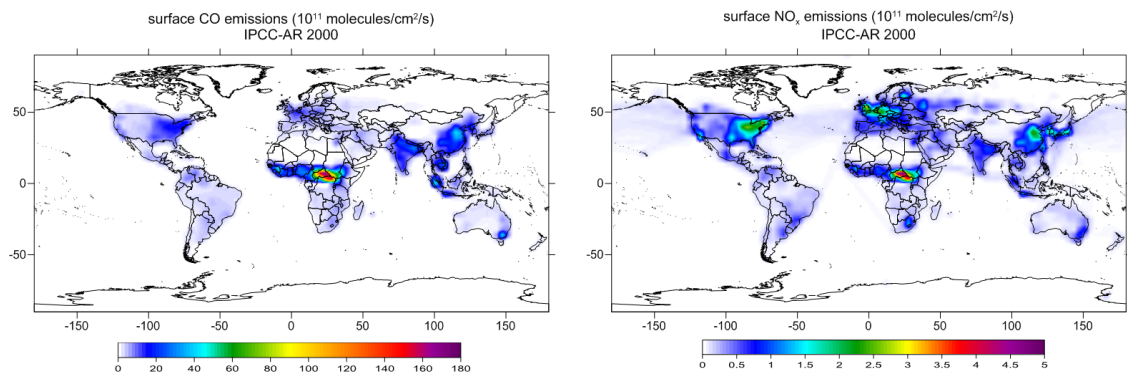 surface CO emissions (10¹¹ molecules/cm²/s)
IPCC-AR 2000
50
0
-50
-150 -100 -50 0 50 100 150
0 20 40 60 80 100 120 140 160 180
surface NOₓ emissions (10¹¹ molecules/cm²/s)
IPCC-AR 2000
50
0
-50
-150 -100 -50 0 50 100 150
0 0.5 1 1.5 2 2.5 3 3.5 4 4.5 5